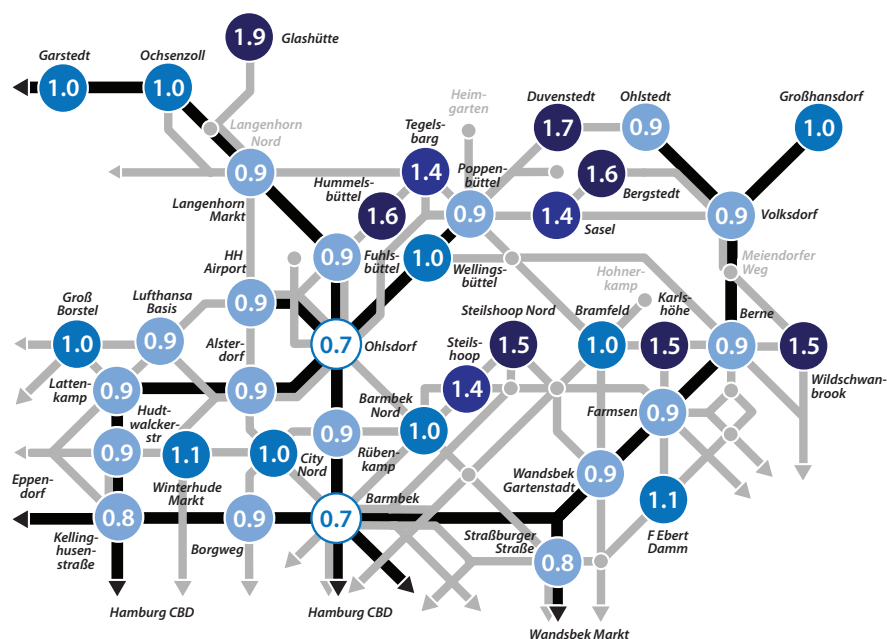 Glashütte
1.9
Garstedt
Ochsenzoll
1.0
1.0
Heim-
garten
Duvenstedt
Ohlstedt
Großhansdorf
1.7
0.9
1.0
Langenhorn
Nord
Tegels-
barg
0.9
1.4
Poppen-
büttel
1.6
Bergstedt
Langenhorn
Markt
Hummels-
büttel
1.6
0.9
1.4
Sasel
0.9
Volksdorf
HH
Airport
0.9
Fuhls-
büttel
1.0
Wellings-
büttel
Meiendorfer
Weg
Hohner-
kamp
Groß
Borstel
Lufthansa
Basis
0.9
Steilshoop Nord
Bramfeld
Karls-
höhe
Berne
1.0
0.9
Alster-
dorf
0.7
Ohlsdorf
Steils-
hoop
1.5
1.0
1.5
0.9
1.5
Wildschwan-
brook
Latten-
kamp
0.9
0.9
Barmbek
Nord
1.4
Farmsen
0.9
Hudt-
walckerstr
0.9
1.1
1.0
City
Nord
0.9
Rüben-
kamp
1.0
Eppen-
dorf
Winterhude
Markt
Wandsbek
Gartenstadt
0.9
1.1
Barmbek
0.8
0.9
0.7
Kelling-
husen-
straße
Borgweg
Straßburger
Straße
0.8
F Ebert
Damm
Hamburg CBD
Hamburg CBD
Wandsbek Markt